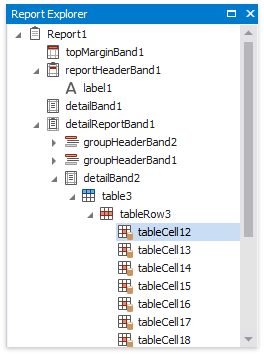 Report Explorer
Report1
topMarginBand1
reportHeaderBand1
A label1
detailBand1
detailReportBand1
groupHeaderBand2
groupHeaderBand1
detailBand2
table3
tableRow3
tableCell12
tableCell13
tableCell14
tableCell15
tableCell16
tableCell17
tableCell18